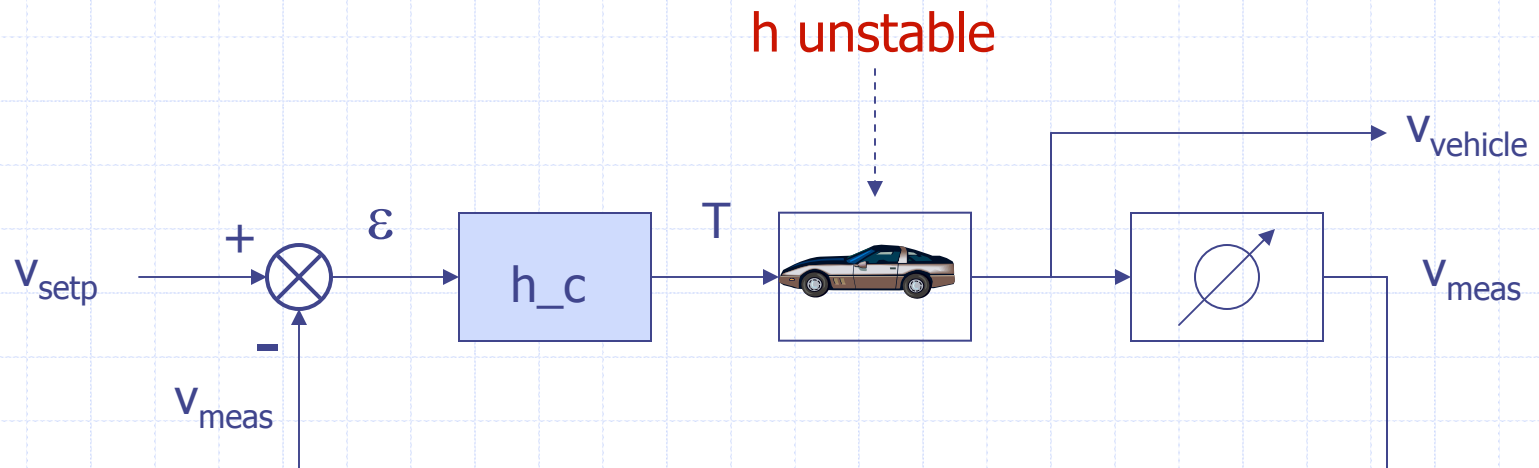 h unstable
v_vehicle
+
ε
T
v_setp
h_c
v_meas
-
v_meas